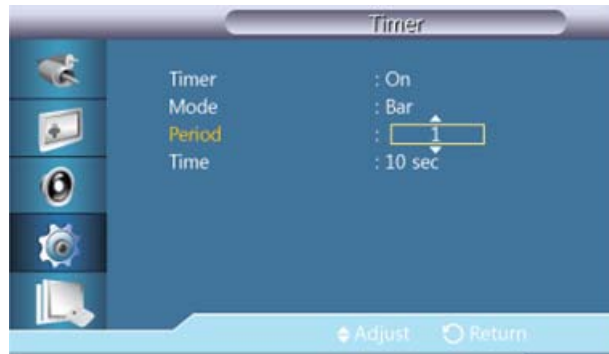 Timer
Timer : On
Mode : Bar
Period : 1
Time : 10 sec
Adjust Return